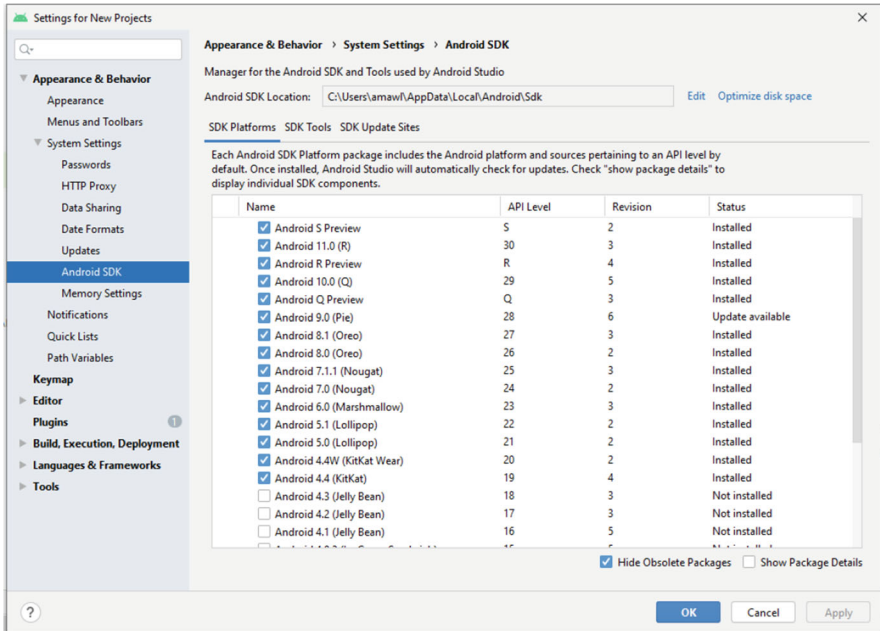 Settings for New Projects
Appearance & Behavior
Appearance
Menus and Toolbars
System Settings
Passwords
HTTP Proxy
Data Sharing
Date Formats
Updates
Android SDK
Memory Settings
Notifications
Quick Lists
Path Variables
Keymap
Editor
Plugins 1
Build, Execution, Deployment
Languages & Frameworks
Tools
Appearance & Behavior › System Settings › Android SDK
Manager for the Android SDK and Tools used by Android Studio
Android SDK Location: C:\Users\amawl\AppData\Local\Android\Sdk Edit Optimize disk space
SDK Platforms SDK Tools SDK Update Sites
Each Android SDK Platform package includes the Android platform and sources pertaining to an API level by
default. Once installed, Android Studio will automatically check for updates. Check "show package details" to
display individual SDK components.
Name API Level Revision Status
Android S Preview S 2 Installed
Android 11.0 (R) 30 3 Installed
Android R Preview R 4 Installed
Android 10.0 (Q) 29 5 Installed
Android Q Preview Q 3 Installed
Android 9.0 (Pie) 28 6 Update available
Android 8.1 (Oreo) 27 3 Installed
Android 8.0 (Oreo) 26 2 Installed
Android 7.1.1 (Nougat) 25 3 Installed
Android 7.0 (Nougat) 24 2 Installed
Android 6.0 (Marshmallow) 23 3 Installed
Android 5.1 (Lollipop) 22 2 Installed
Android 5.0 (Lollipop) 21 2 Installed
Android 4.4W (KitKat Wear) 20 2 Installed
Android 4.4 (KitKat) 19 4 Installed
Android 4.3 (Jelly Bean) 18 3 Not installed
Android 4.2 (Jelly Bean) 17 3 Not installed
Android 4.1 (Jelly Bean) 16 5 Not installed
Hide Obsolete Packages Show Package Details
? OK Cancel Apply